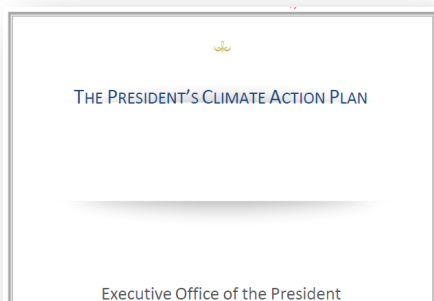 THE PRESIDENT'S CLIMATE ACTION PLAN
Executive Office of the President